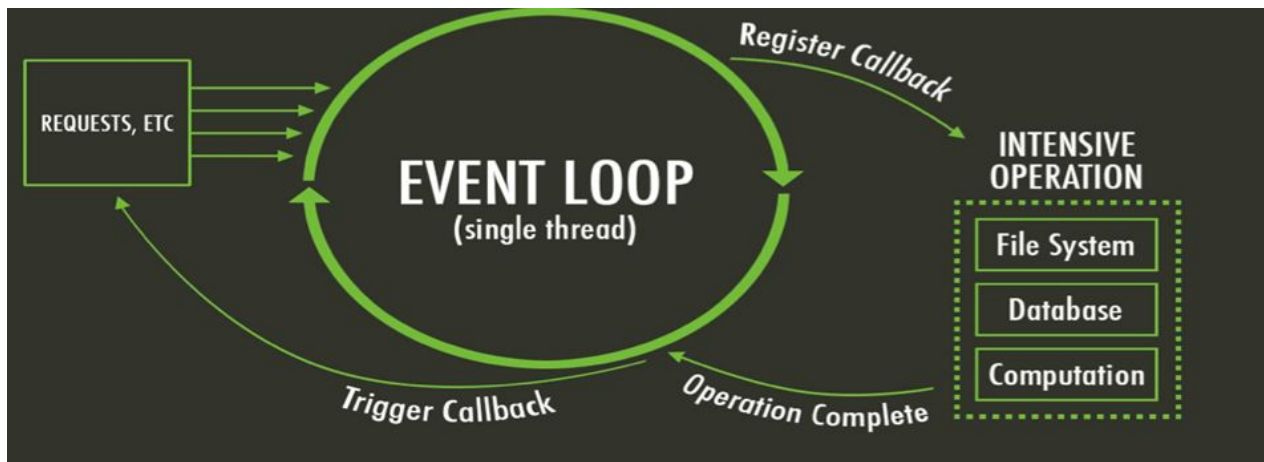 REQUESTS, ETC
EVENT LOOP
(single thread)
Register Callback
INTENSIVE
OPERATION
File System
Database
Computation
Operation Complete
Trigger Callback